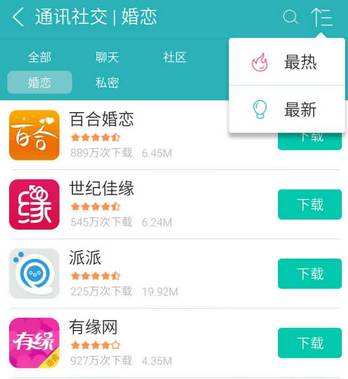 通讯社交 | 婚恋
全部 聊天 社区
婚恋 私密
最热
最新
百合
百合婚恋
889万次下载 6.45M
下载
缘
世纪佳缘
545万次下载 6.24M
下载
派派
225万次下载 19.92M
下载
有缘
有缘网
927万次下载 4.35M
下载